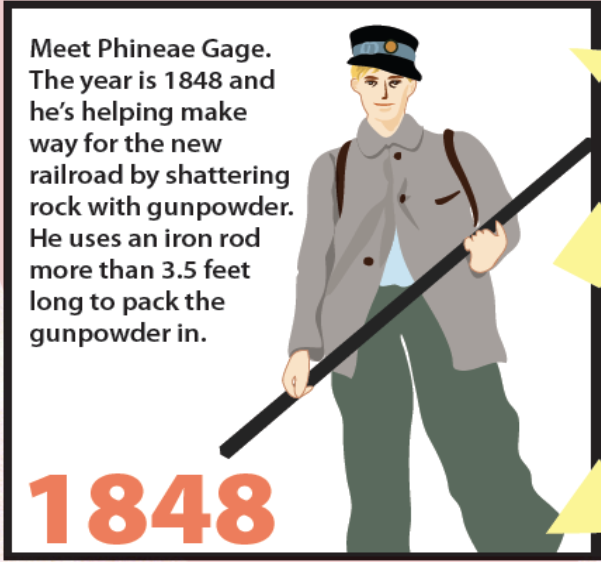 Meet Phineae Gage.
The year is 1848 and
he’s helping make
way for the new
railroad by shattering
rock with gunpowder.
He uses an iron rod
more than 3.5 feet
long to pack the
gunpowder in.
1848